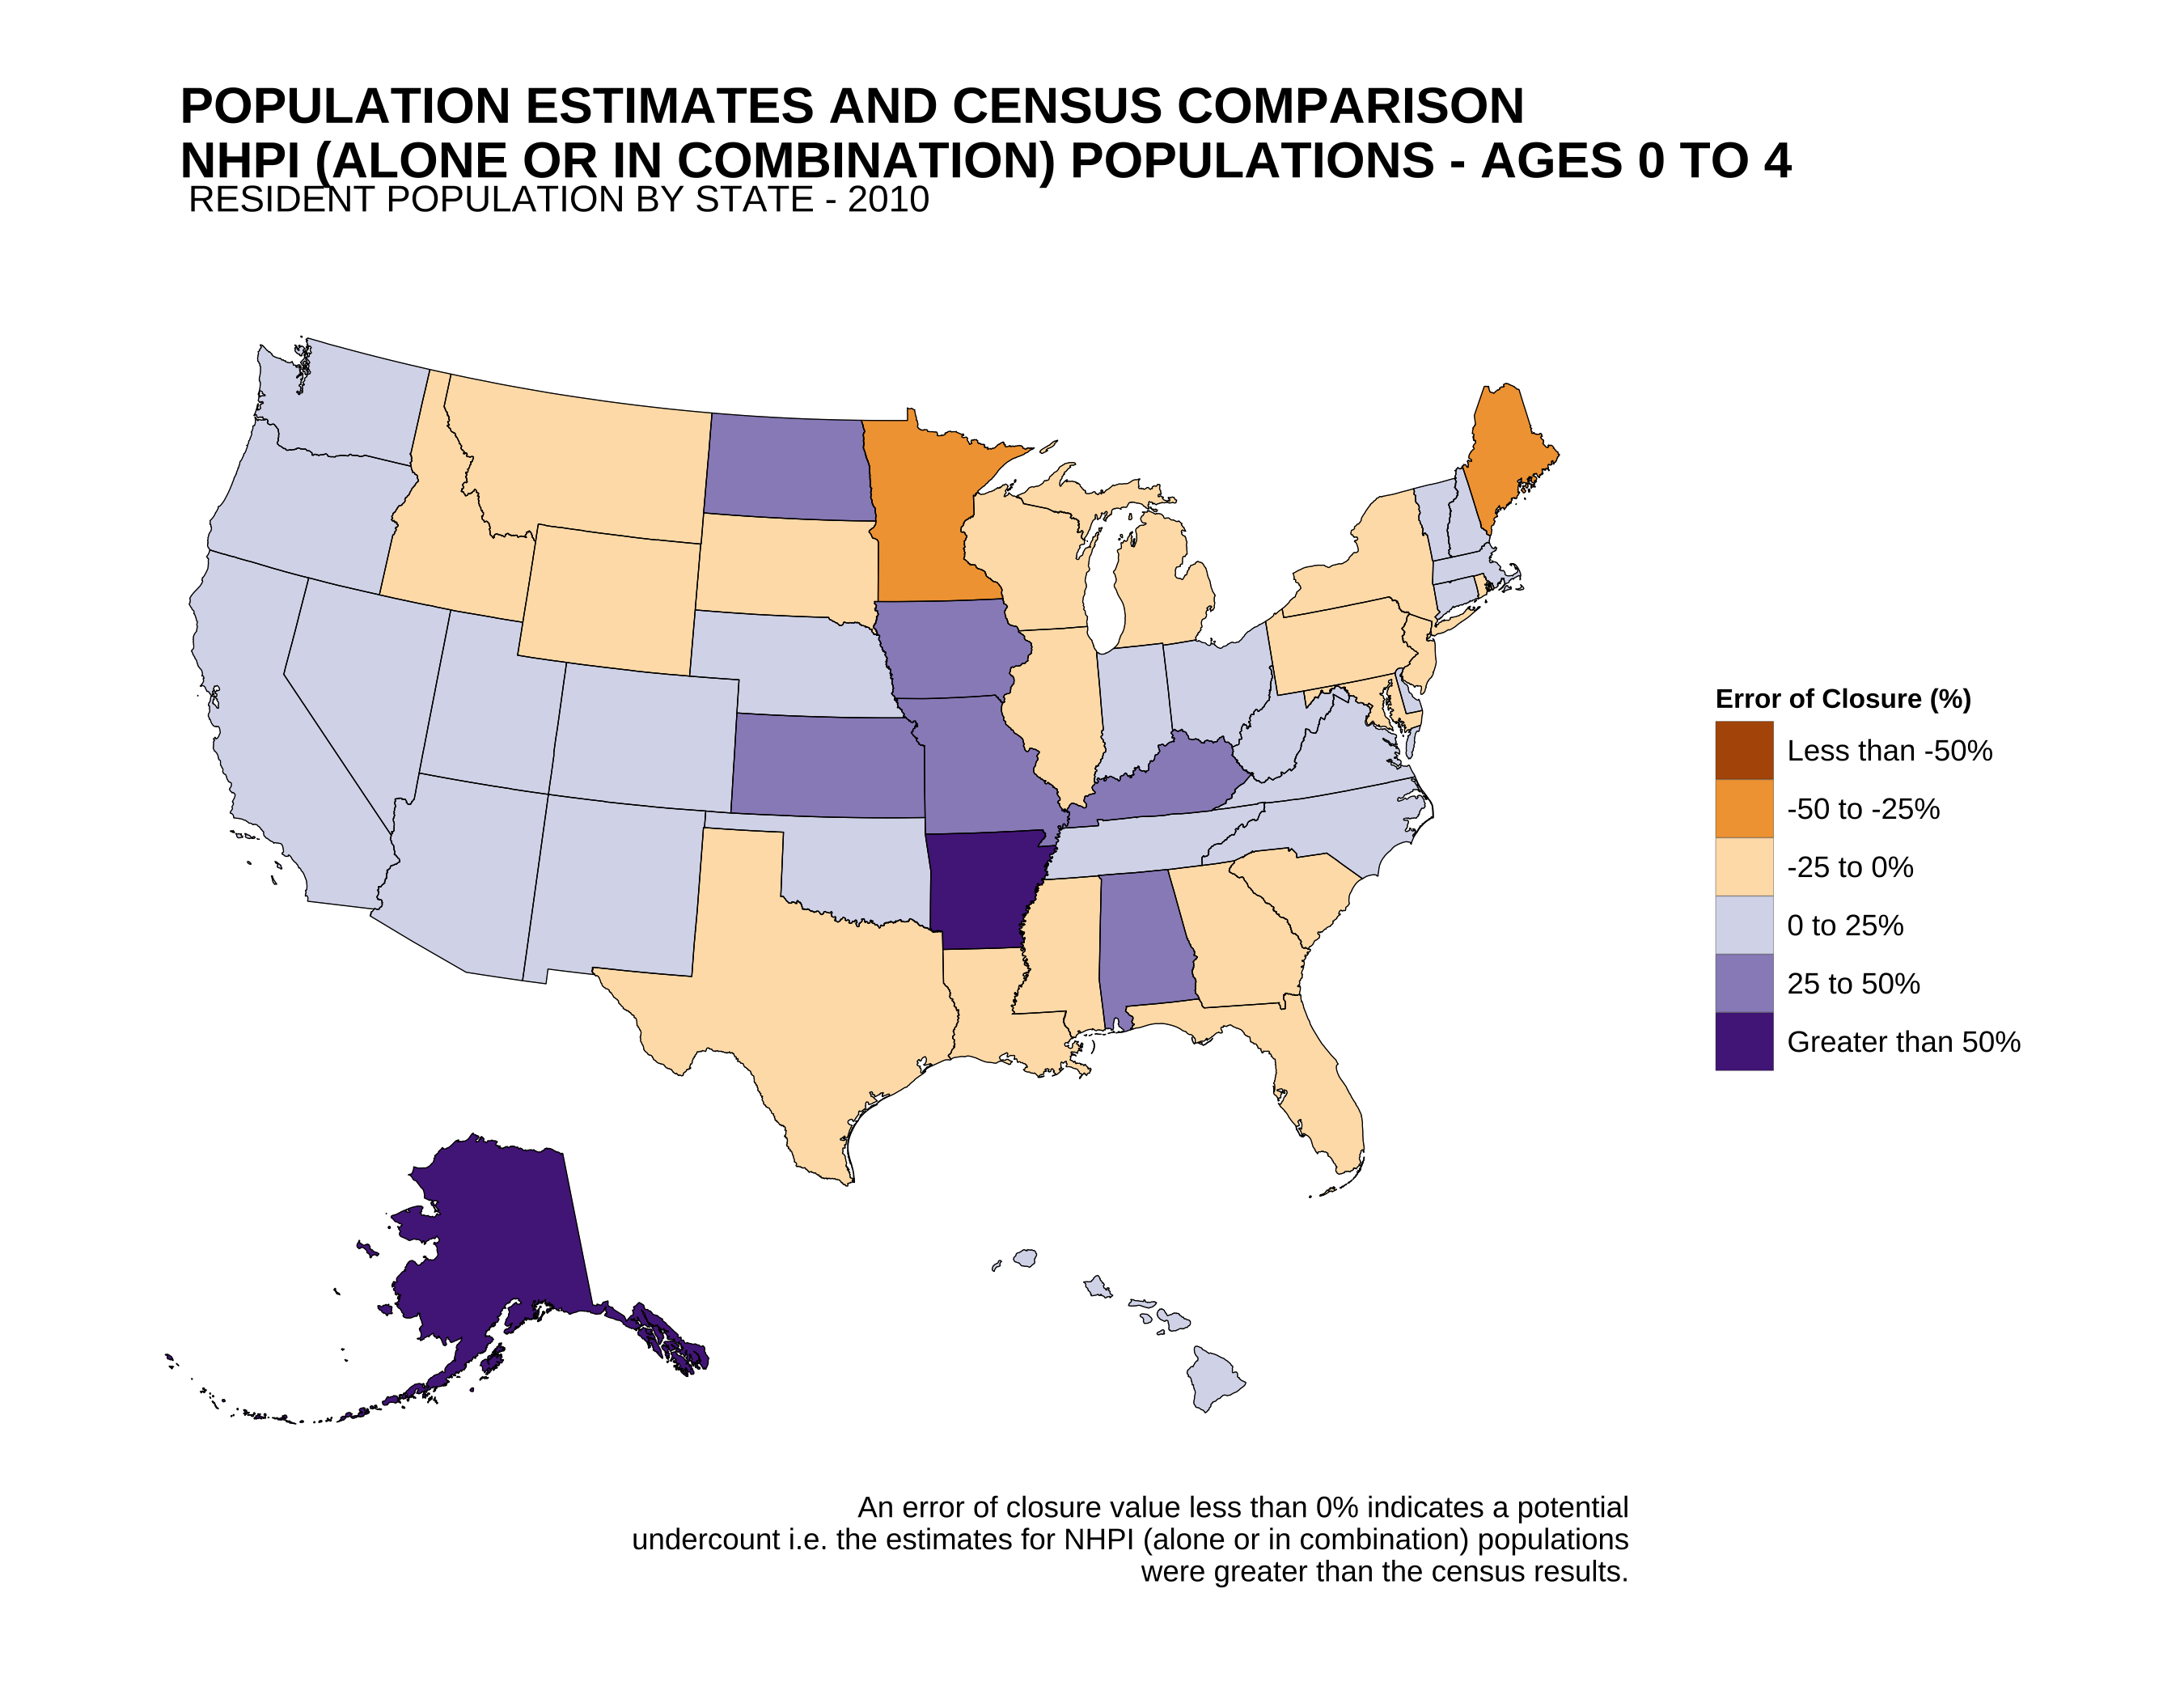 POPULATION ESTIMATES AND CENSUS COMPARISON
NHPI (ALONE OR IN COMBINATION) POPULATIONS - AGES 0 TO 4
RESIDENT POPULATION BY STATE - 2010
Error of Closure (%)
Less than -50%
-50 to -25%
-25 to 0%
0 to 25%
25 to 50%
Greater than 50%
An error of closure value less than 0% indicates a potential
undercount i.e. the estimates for NHPI (alone or in combination) populations
were greater than the census results.